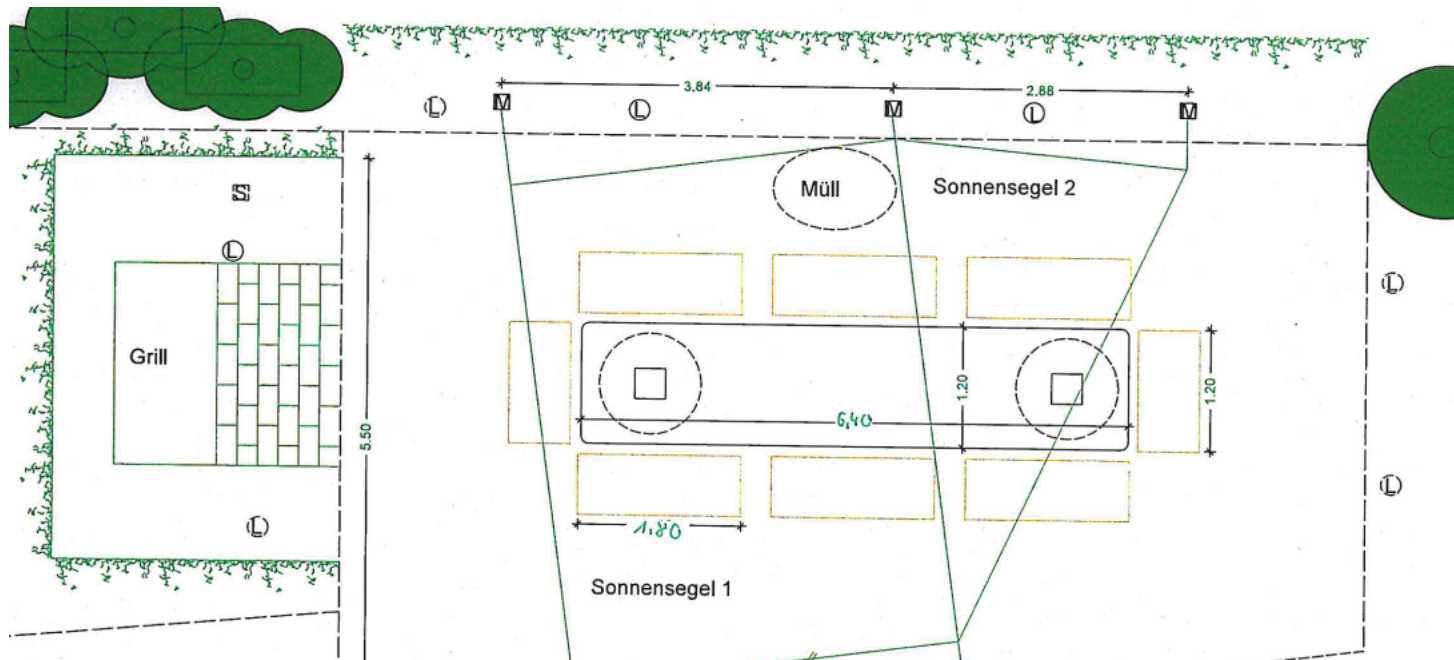 3.84
2.88
L
M
L
M
L
M
S
Müll
Sonnensegel 2
L
L
Grill
5.50
1.20
1.20
6,40
L
1,80
L
Sonnensegel 1